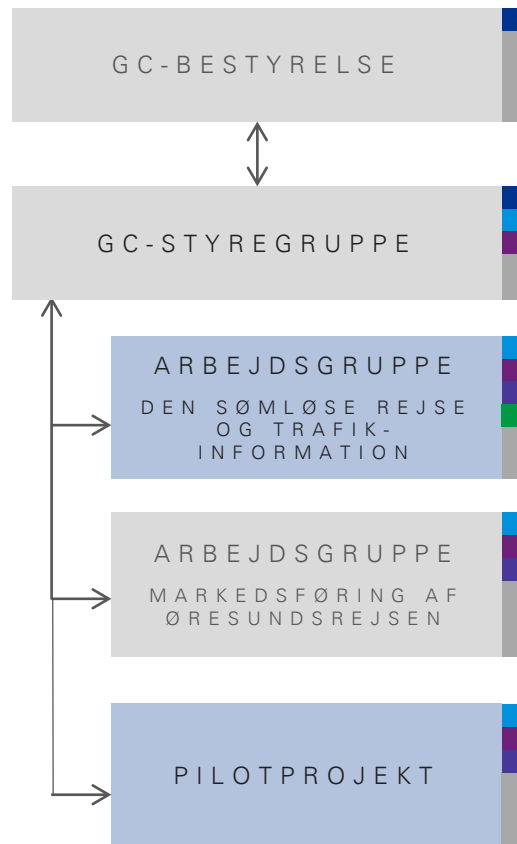 GC-BESTYRELSE
GC-STYREGRUPPE
ARBEJDSGRUPPE
DEN SØMLØSE REJSE
OG TRAFIK-
INFORMATION
ARBEJDSGRUPPE
MARKEDSFØRING AF
ØRESUNDSREJSEN
PILOTPROJEKT